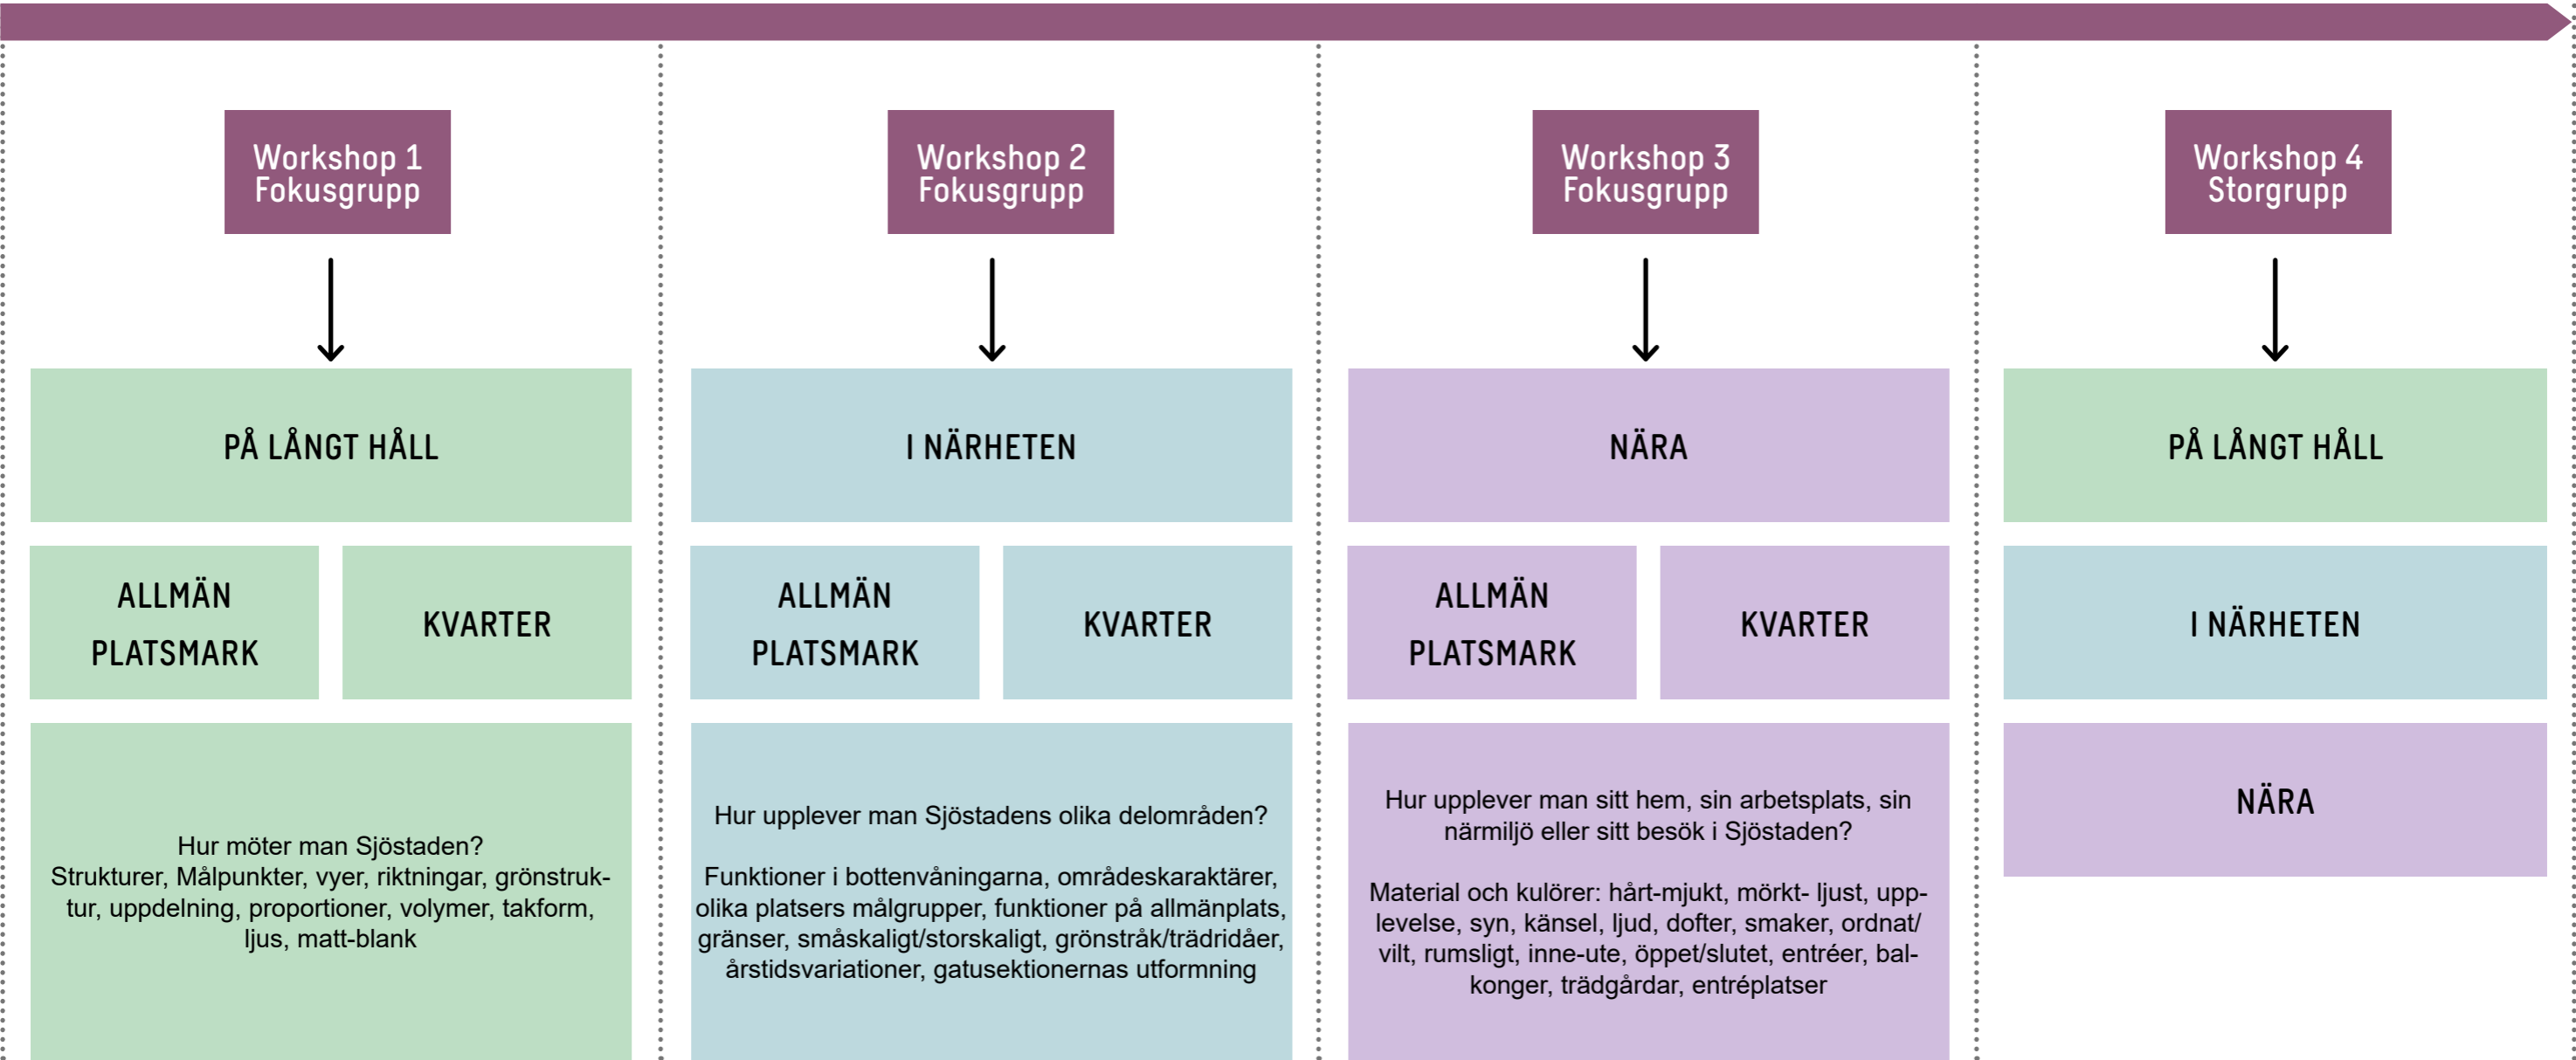 Workshop 1
Fokusgrupp
PÅ LÅNGT HÅLL
ALLMÄN
PLATSMARK
KVARTER
Hur möter man Sjöstaden?
Strukturer, Målpunkter, vyer, riktningar, grönstruk-
tur, uppdelning, proportioner, volymer, takform,
ljus, matt-blank
Workshop 2
Fokusgrupp
I NÄRHETEN
ALLMÄN
PLATSMARK
KVARTER
Hur upplever man Sjöstadens olika delområden?
Funktioner i bottenvåningarna, områdeskaraktärer,
olika platsers målgrupper, funktioner på allmänplats,
gränser, småskaligt/storskaligt, grönstråk/trädridåer,
årstidsvariationer, gatusektionernas utformning
Workshop 3
Fokusgrupp
NÄRA
ALLMÄN
PLATSMARK
KVARTER
Hur upplever man sitt hem, sin arbetsplats, sin
närmiljö eller sitt besök i Sjöstaden?
Material och kulörer: hårt-mjukt, mörkt- ljust, upp-
levelse, syn, känsel, ljud, dofter, smaker, ordnat/
vilt, rumsligt, inne-ute, öppet/slutet, entréer, bal-
konger, trädgårdar, entréplatser
Workshop 4
Storgrupp
PÅ LÅNGT HÅLL
I NÄRHETEN
NÄRA